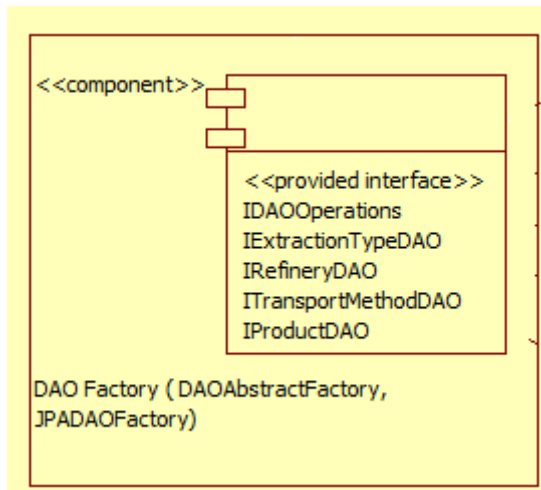 <<component>>
<<provided interface>>
IDAOOperations
IExtractionTypeDAO
IRefineryDAO
ITransportMethodDAO
IProductDAO
DAO Factory ( DAOAbstractFactory,
JPADAOFactory)